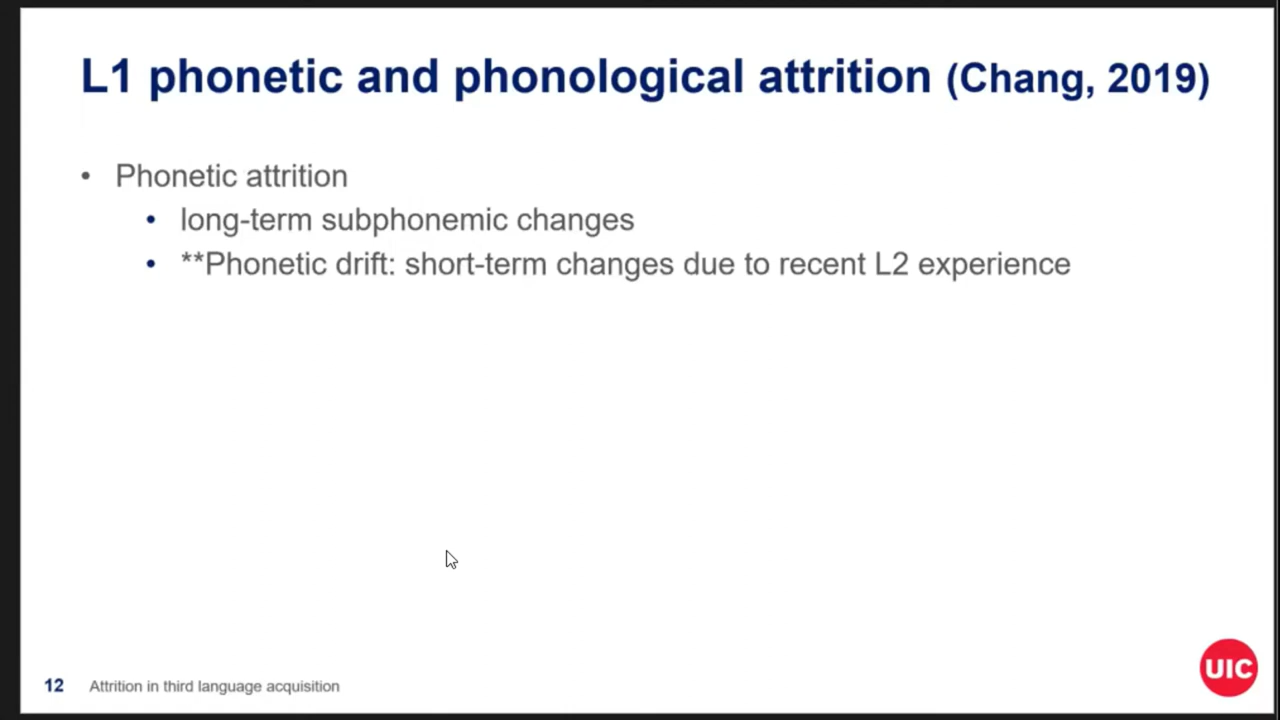 L1 phonetic and phonological attrition (Chang, 2019)
• Phonetic attrition
• long-term subphonemic changes
• **Phonetic drift: short-term changes due to recent L2 experience
12 Attrition in third language acquisition
UIC